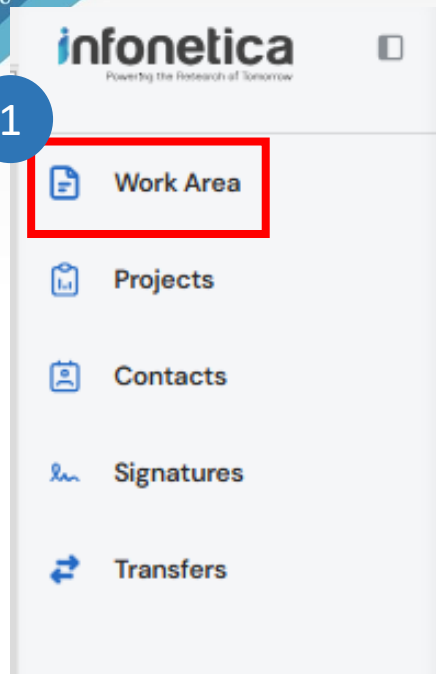 infonetica
Powering the Research of Tomorrow
1
Work Area
Projects
Contacts
Signatures
Transfers